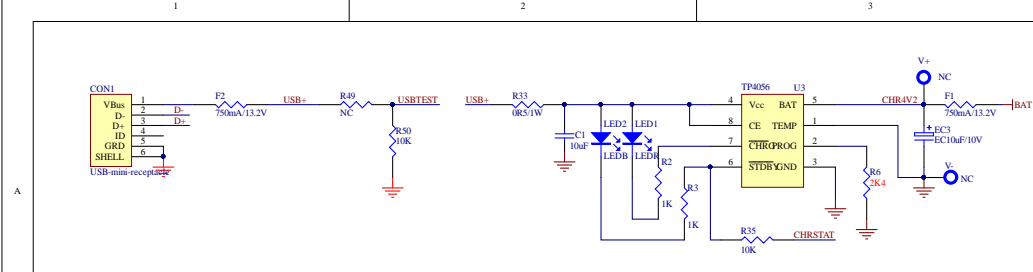 1
2
3
A
CON1
VBus 1
D- 2 D-
D+ 3 D+
ID 4
GRD 5
SHELL 6
USB-mini-receptacle
F2
750mA/13.2V
USB+
R49
NC
USBTEST
R50
10K
USB+
R33
0R5/1W
C1
10uF
LED2
LEDB
LED1
LEDR
R2
1K
R3
1K
TP4056
U3
4 Vcc BAT 5
8 CE TEMP 1
7 CHRG PROG 2
6 STDBY GND 3
R35
10K
CHRSTAT
R6
2K4
V+
NC
CHR4V2
F1
750mA/13.2V
BAT
EC3
EC10uF/10V
V-
NC